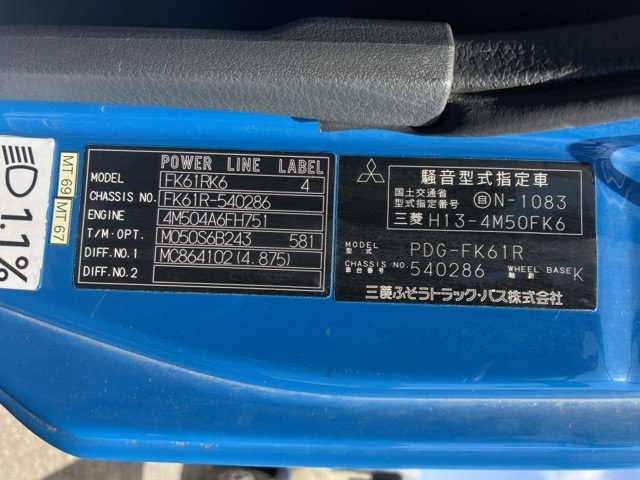 1.1%
MT 69
MT 67
POWER LINE LABEL
MODEL FK61RK6 4
CHASSIS NO. FK61R-540286
ENGINE 4M504A6FH751
T/M・OPT. M050S6B243 581
DIFF.NO.1 MC864102(4.875)
DIFF.NO.2
騒音型式指定車
国土交通省
型式指定番号 自N-1083
三菱 H13-4M50FK6
MODEL
型式 PDG-FK61R
CHASSIS NO.
車台番号 540286 WHEEL BASE
軸距 K
三菱ふそうトラック・バス株式会社